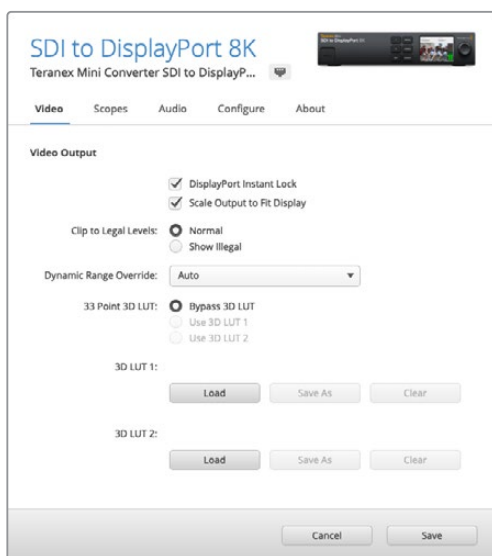 SDI to DisplayPort 8K
Teranex Mini Converter SDI to DisplayP...
Video Scopes Audio Configure About
Video Output
DisplayPort Instant Lock
Scale Output to Fit Display
Clip to Legal Levels: Normal
Show Illegal
Dynamic Range Override: Auto
33 Point 3D LUT: Bypass 3D LUT
Use 3D LUT 1
Use 3D LUT 2
3D LUT 1:
Load Save As Clear
3D LUT 2:
Load Save As Clear
Cancel Save